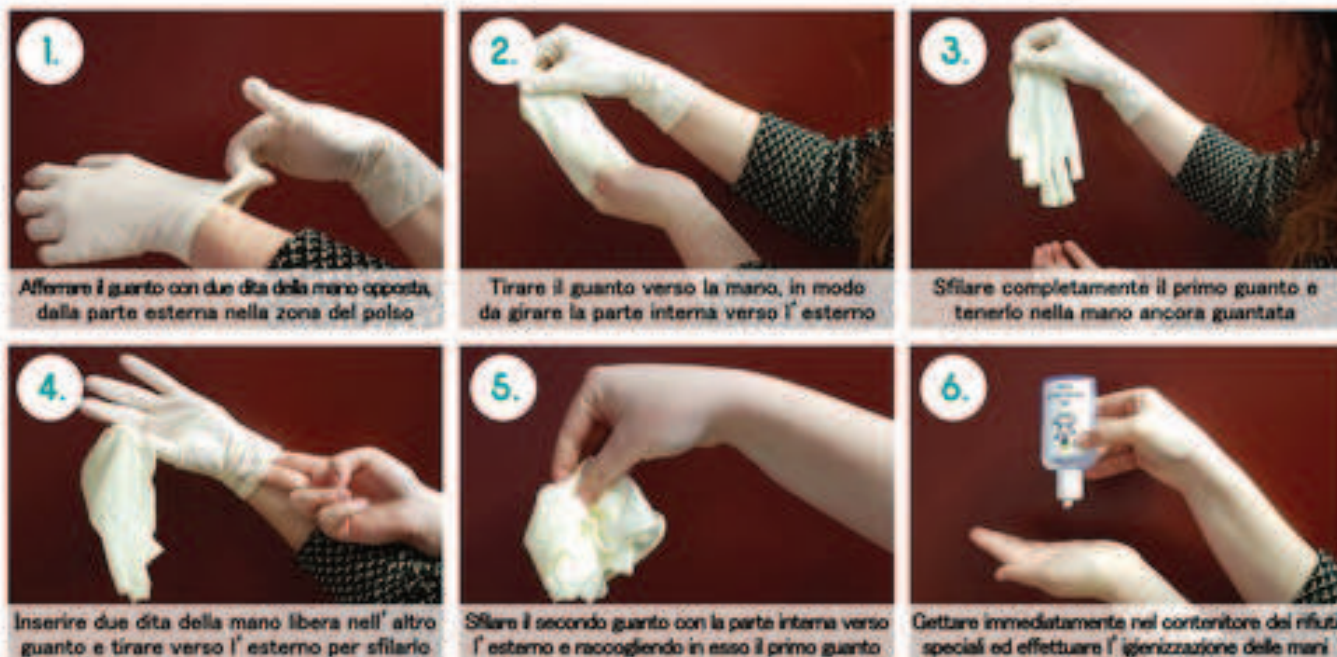 1.
Afferrare il guanto con due dita della mano opposta,
dalla parte esterna nella zona del polso
2.
Tirare il guanto verso la mano, in modo
da girare la parte interna verso l' esterno
3.
Sfilare completamente il primo guanto e
tenerlo nella mano ancora guantata
4.
Inserire due dita della mano libera nell' altro
guanto e tirare verso l' esterno per sfilarlo
5.
Sfilare il secondo guanto con la parte interna verso
l' esterno e raccogliendo in esso il primo guanto
6.
Gettare immediatamente nel contenitore dei rifiuti
speciali ed effettuare l' igienizzazione delle mani